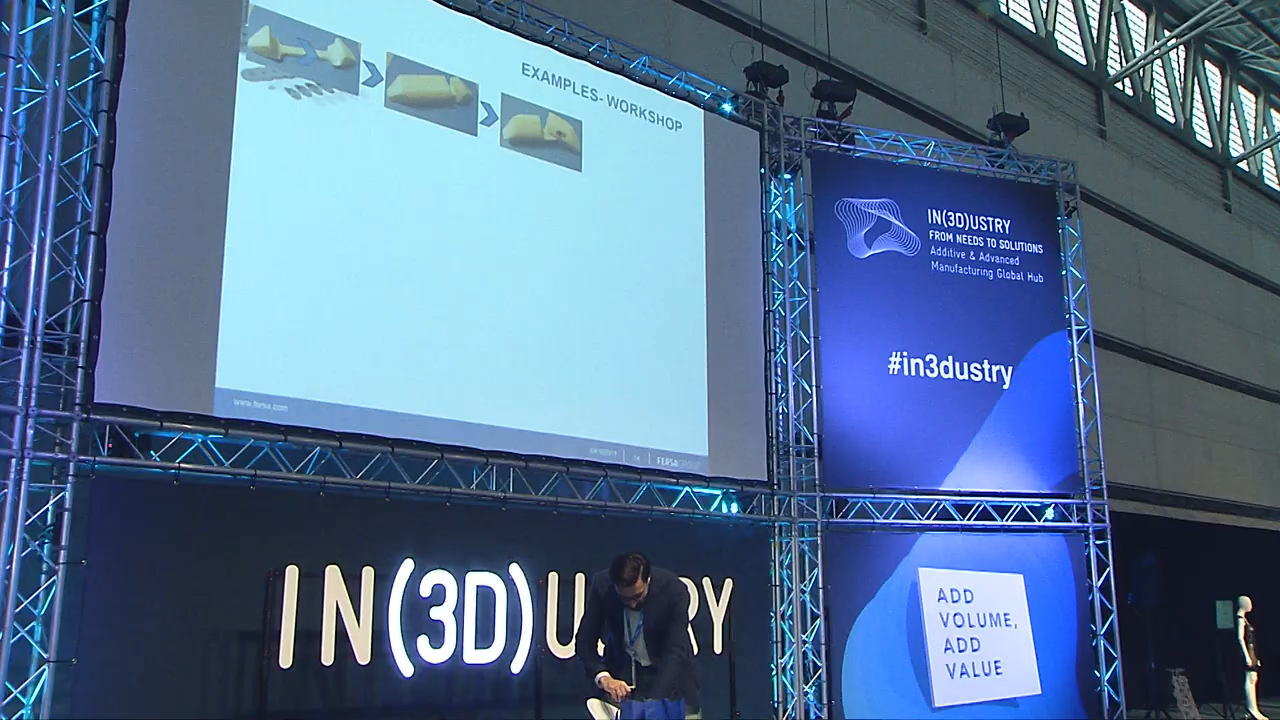 EXAMPLES- WORKSHOP
www.fersa.com
FERSAGROUP
IN(3D)USTRY
FROM NEEDS TO SOLUTIONS
Additive & Advanced
Manufacturing Global Hub
#in3dustry
IN(3D)U RY
ADD
VOLUME,
ADD
VALUE